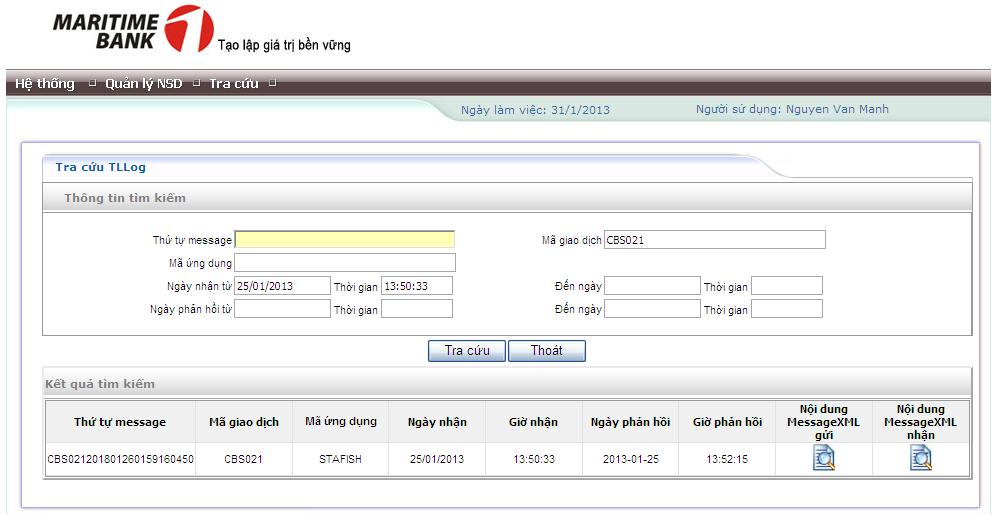 MARITIME
BANK
Tạo lập giá trị bền vững
Hệ thống Quản lý NSD Tra cứu
Ngày làm việc: 31/1/2013 Người sử dụng: Nguyen Van Manh
Tra cứu TLLog
Thông tin tìm kiếm
Thứ tự message Mã giao dịch CBS021
Mã ứng dụng
Ngày nhận từ 25/01/2013 Thời gian 13:50:33 Đến ngày Thời gian
Ngày phản hồi từ Thời gian Đến ngày Thời gian
Tra cứu Thoát
Kết quả tìm kiếm
Thứ tự message Mã giao dịch Mã ứng dụng Ngày nhận Giờ nhận Ngày phản hồi Giờ phản hồi Nội dung MessageXML gửi Nội dung MessageXML nhận
CBS021201801260159160450 CBS021 STAFISH 25/01/2013 13:50:33 2013-01-25 13:52:15